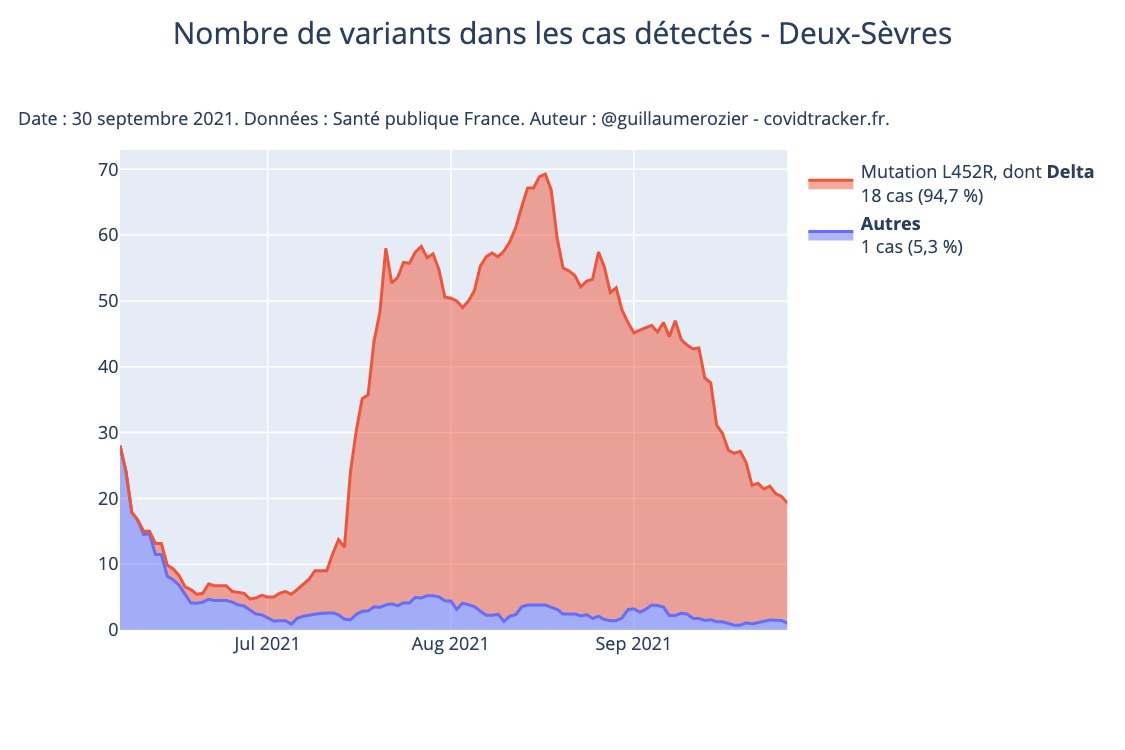 Nombre de variants dans les cas détectés - Deux-Sèvres
Date : 30 septembre 2021. Données : Santé publique France. Auteur : @guillaumerozier - covidtracker.fr.
70
60
50
40
30
20
10
0
Jul 2021
Aug 2021
Sep 2021
Mutation L452R, dont Delta
18 cas (94,7 %)
Autres
1 cas (5,3 %)